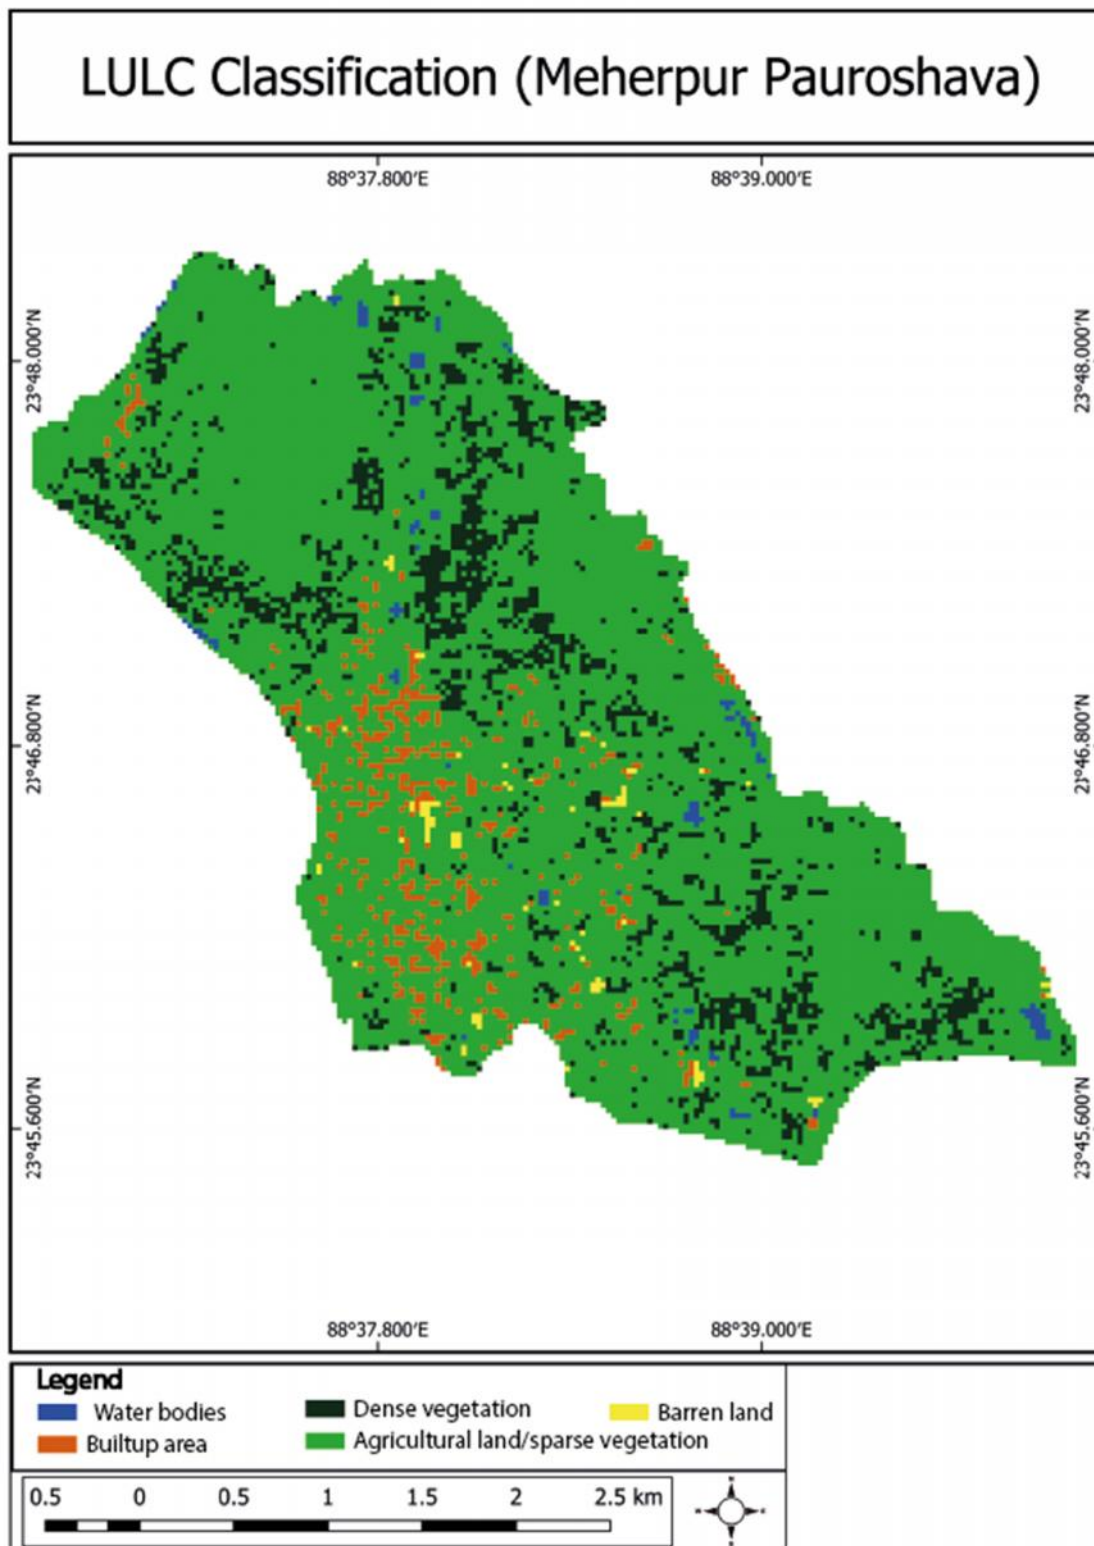 LULC Classification (Meherpur Pauroshava)
88°37.800'E 88°39.000'E
23°48.000'N 23°48.000'N
21°46.800'N 21°46.800'N
23°45.600'N 23°45.600'N
88°37.800'E 88°39.000'E
Legend
Water bodies Dense vegetation Barren land
Builtup area Agricultural land/sparse vegetation
0.5 0 0.5 1 1.5 2 2.5 km